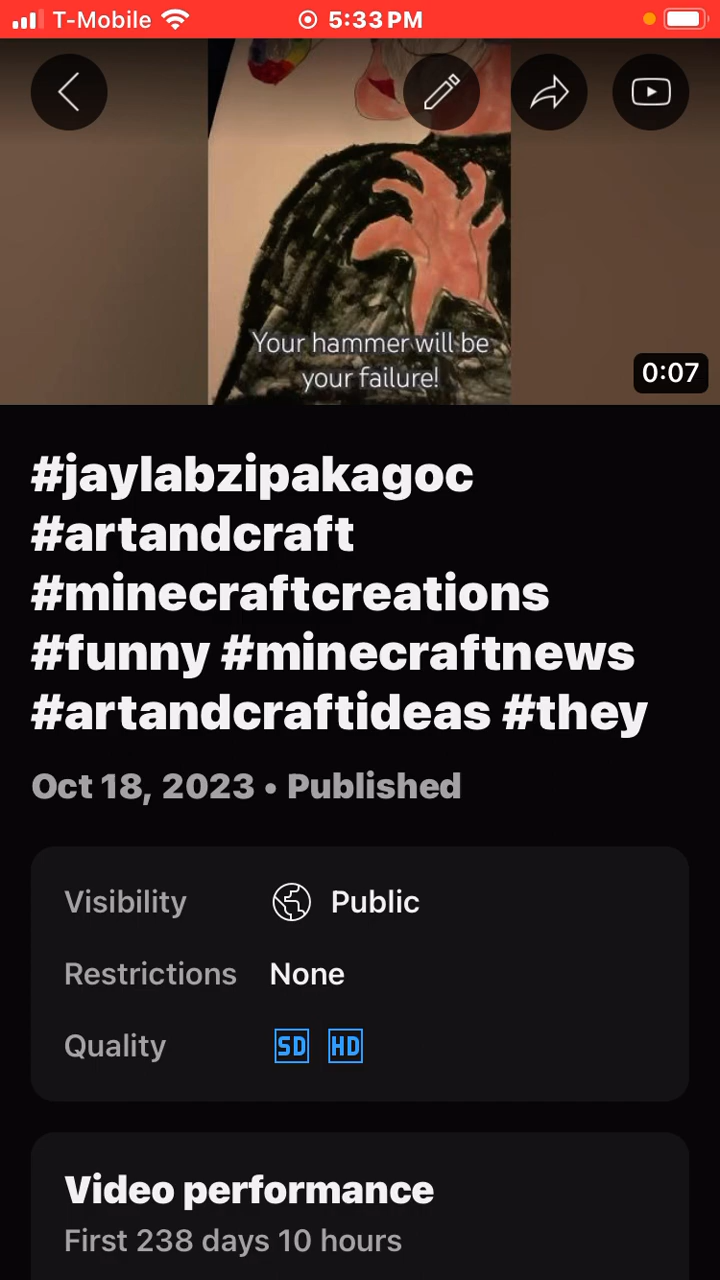 T-Mobile 5:33 PM
Your hammer will be
your failure!
0:07
#jaylabzipakagoc
#artandcraft
#minecraftcreations
#funny #minecraftnews
#artandcraftideas #they
Oct 18, 2023 • Published
Visibility Public
Restrictions None
Quality SD HD
Video performance
First 238 days 10 hours